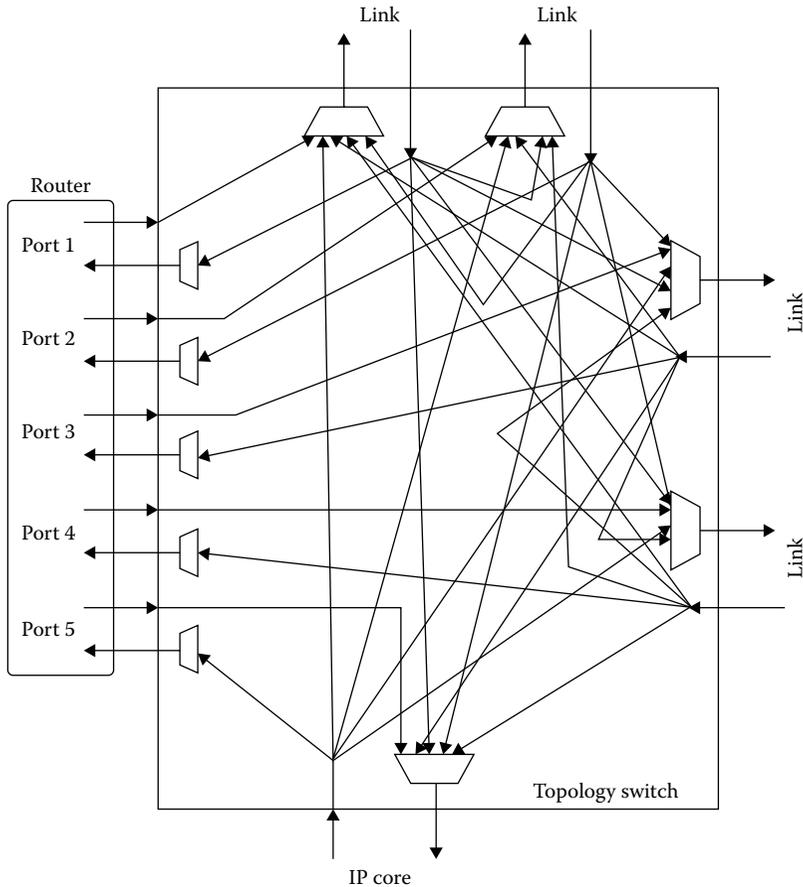 Link
Link
Router
Port 1
Port 2
Port 3
Port 4
Port 5
Link
Link
Topology switch
IP core